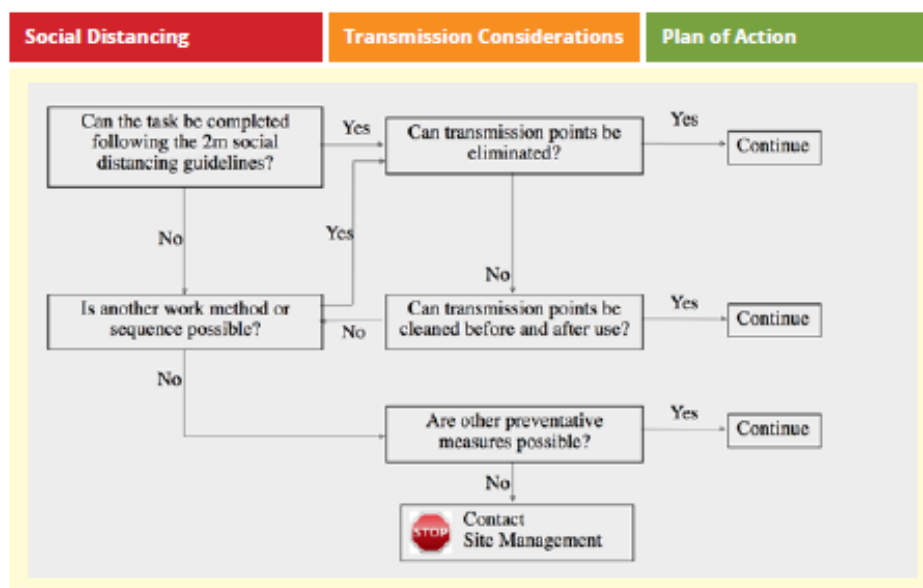 Social Distancing
Transmission Considerations
Plan of Action
Can the task be completed
following the 2m social
distancing guidelines?
Yes
Can transmission points be
eliminated?
Yes
Continue
No
Yes
No
Is another work method or
sequence possible?
No
Can transmission points be
cleaned before and after use?
Yes
Continue
No
Are other preventative
measures possible?
Yes
Continue
No
STOP
Contact
Site Management